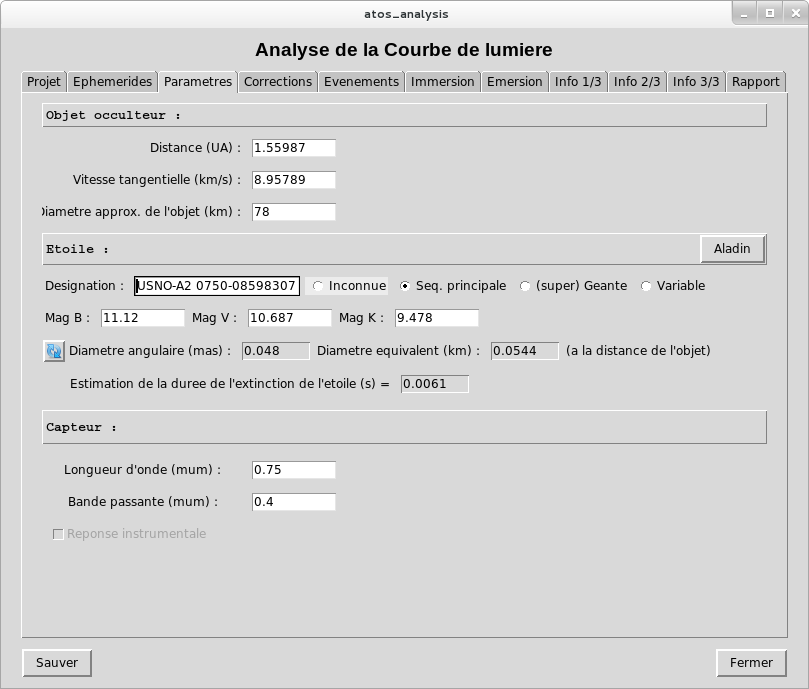 atos_analysis
Analyse de la Courbe de lumiere
Projet Ephemerides Parametres Corrections Evenements Immersion Emersion Info 1/3 Info 2/3 Info 3/3 Rapport
Objet occulteur :
Distance (UA) : 1.55987
Vitesse tangentielle (km/s) : 8.95789
Diametre approx. de l'objet (km) : 78
Etoile : Aladin
Designation : USNO-A2 0750-08598307 Inconnue Seq. principale (super) Geante Variable
Mag B : 11.12 Mag V : 10.687 Mag K : 9.478
Diametre angulaire (mas) : 0.048 Diametre equivalent (km) : 0.0544 (a la distance de l'objet)
Estimation de la duree de l'extinction de l'etoile (s) = 0.0061
Capteur :
Longueur d'onde (mum) : 0.75
Bande passante (mum) : 0.4
Reponse instrumentale
Sauver Fermer